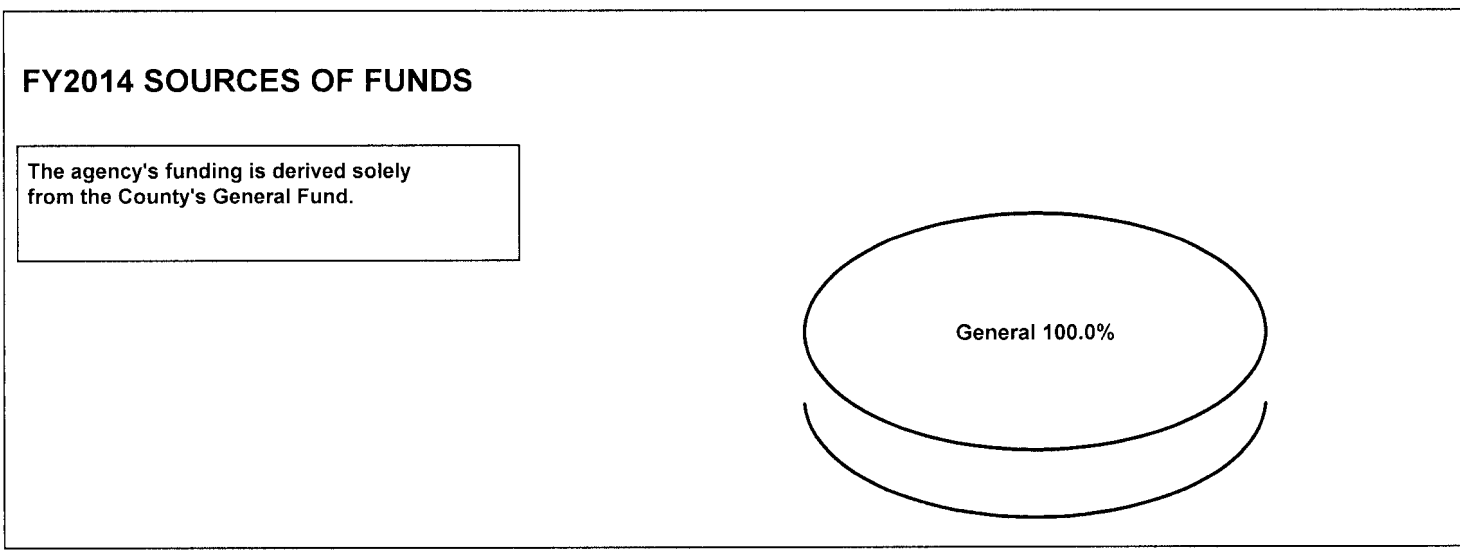 FY2014 SOURCES OF FUNDS
The agency's funding is derived solely
from the County's General Fund.
General 100.0%